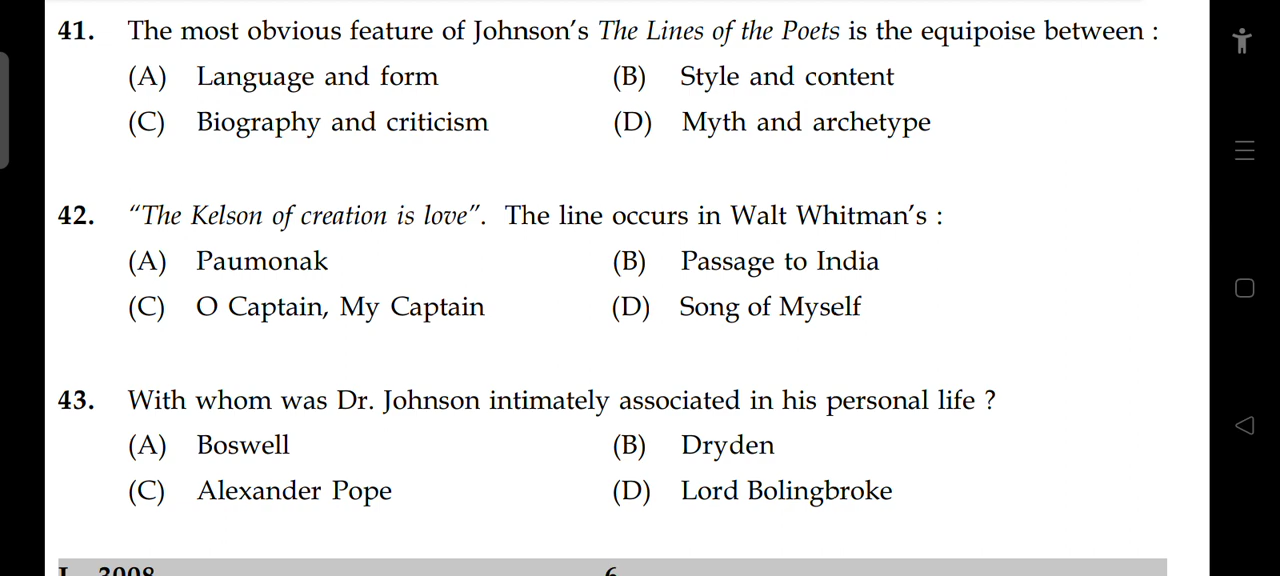 41. The most obvious feature of Johnson's The Lines of the Poets is the equipoise between :
(A) Language and form (B) Style and content
(C) Biography and criticism (D) Myth and archetype
42. "The Kelson of creation is love". The line occurs in Walt Whitman's :
(A) Paumonak (B) Passage to India
(C) O Captain, My Captain (D) Song of Myself
43. With whom was Dr. Johnson intimately associated in his personal life ?
(A) Boswell (B) Dryden
(C) Alexander Pope (D) Lord Bolingbroke